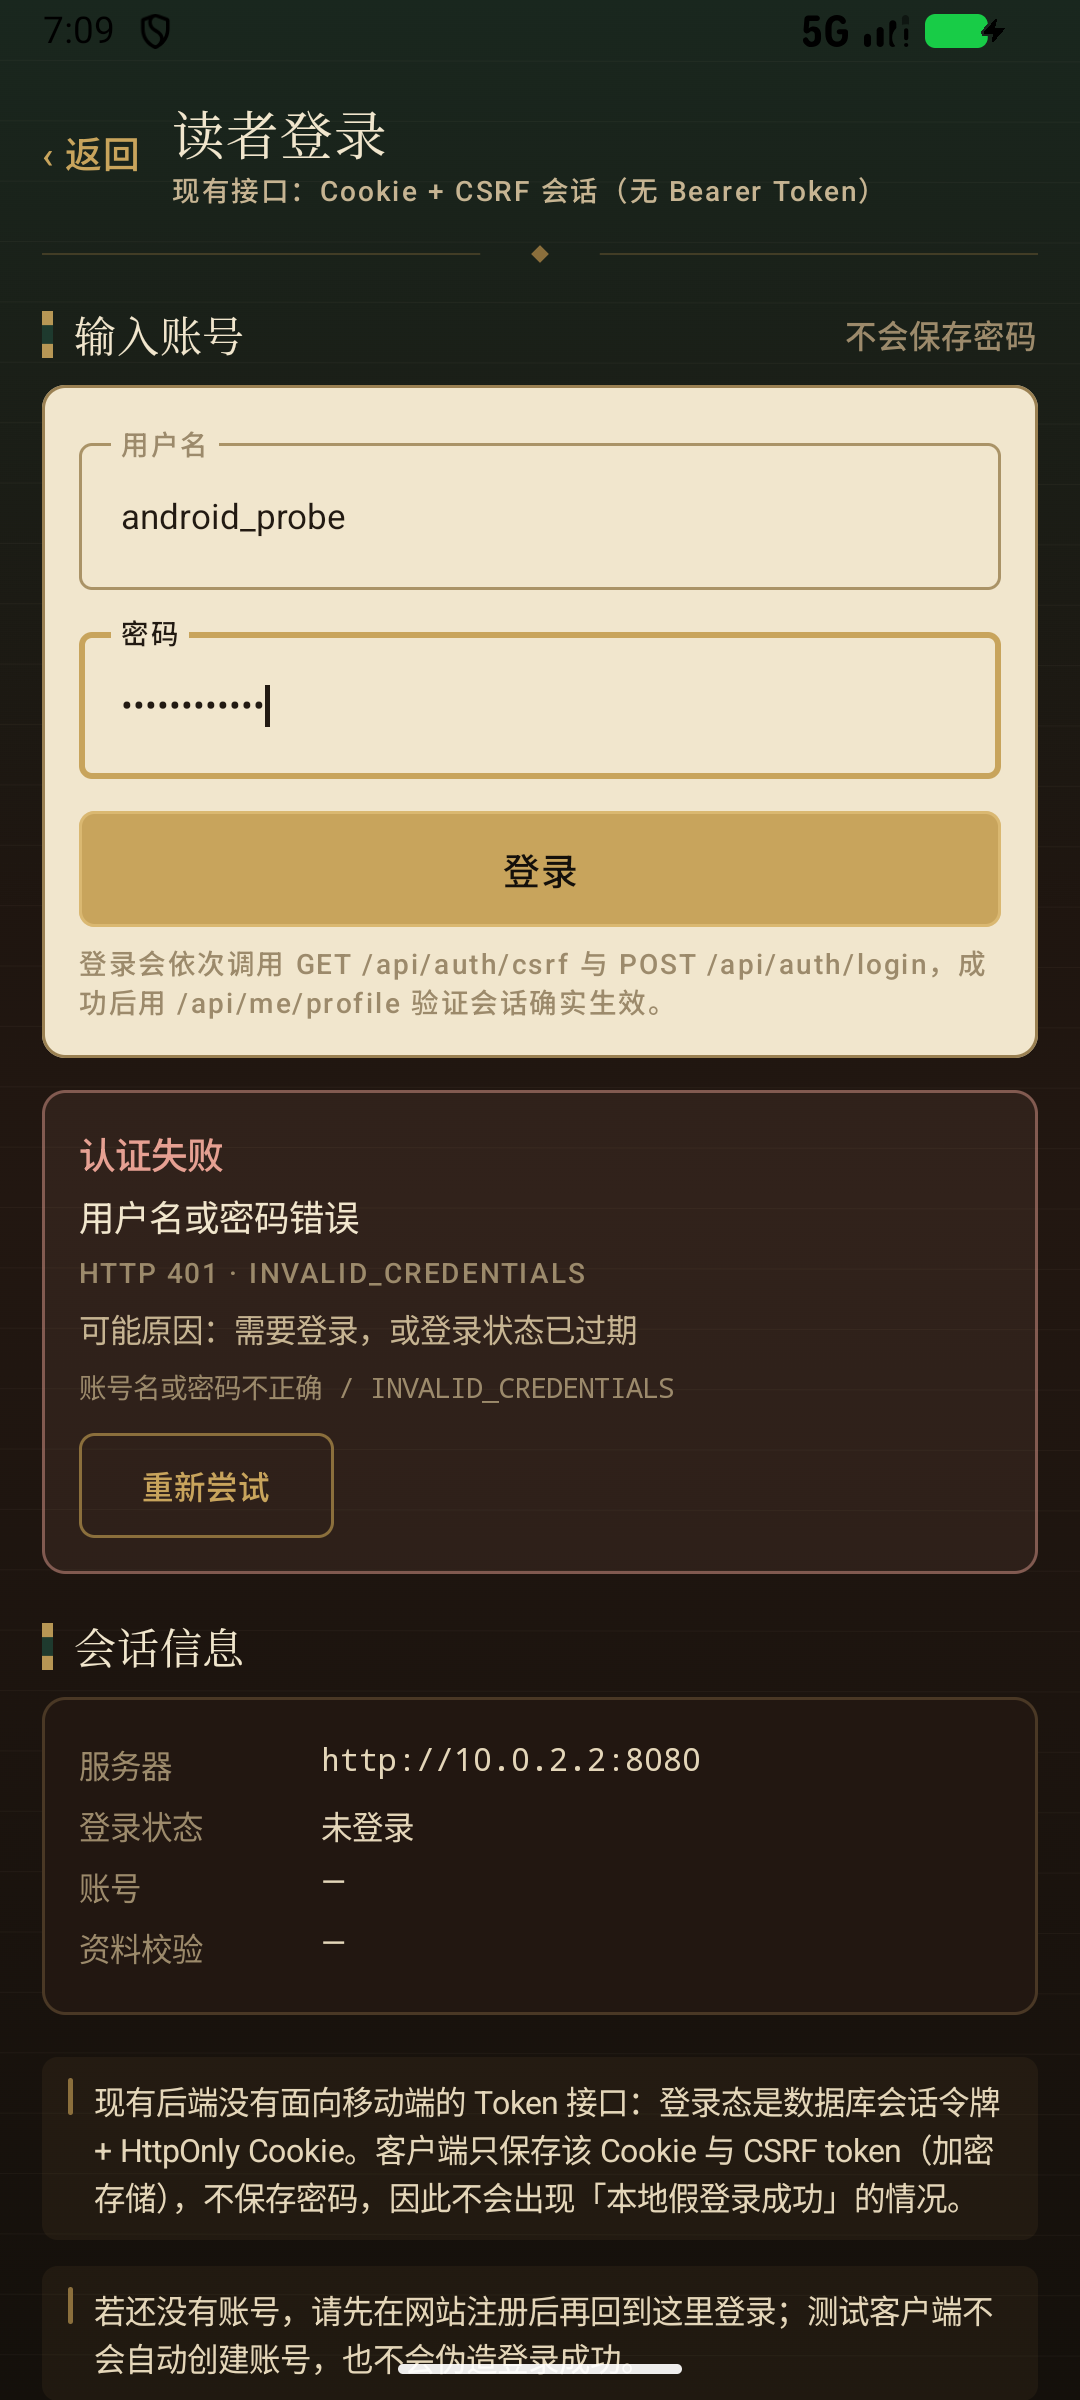 7:09
5G
‹ 返回
读者登录
现有接口：Cookie + CSRF 会话（无 Bearer Token）
输入账号
不会保存密码
用户名
android_probe
密码
••••••••••••
登录
登录会依次调用 GET /api/auth/csrf 与 POST /api/auth/login，成
功后用 /api/me/profile 验证会话确实生效。
认证失败
用户名或密码错误
HTTP 401 · INVALID_CREDENTIALS
可能原因：需要登录，或登录状态已过期
账号名或密码不正确 / INVALID_CREDENTIALS
重新尝试
会话信息
服务器 http://10.0.2.2:8080
登录状态 未登录
账号 —
资料校验 —
现有后端没有面向移动端的 Token 接口：登录态是数据库会话令牌
+ HttpOnly Cookie。客户端只保存该 Cookie 与 CSRF token（加密
存储），不保存密码，因此不会出现「本地假登录成功」的情况。
若还没有账号，请先在网站注册后再回到这里登录；测试客户端不
会自动创建账号，也不会伪造登录成功。